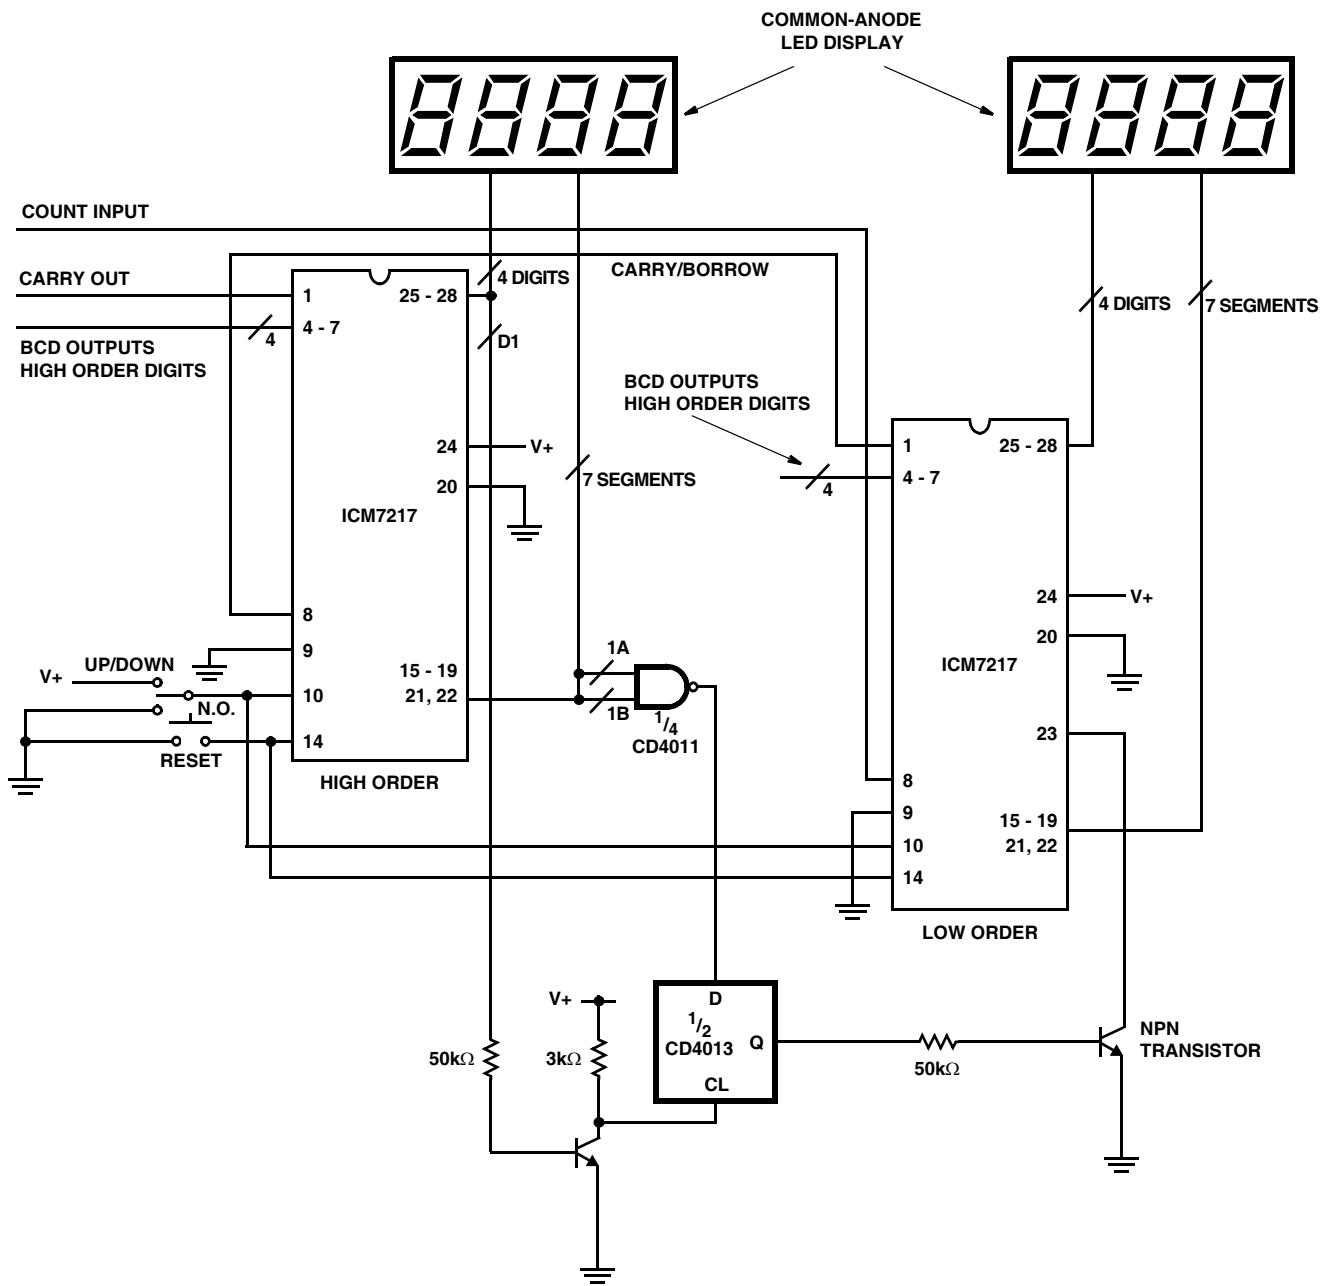 COMMON-ANODE
LED DISPLAY
COUNT INPUT
CARRY OUT
BCD OUTPUTS
HIGH ORDER DIGITS
4
CARRY/BORROW
4 DIGITS
D1
7 SEGMENTS
1
4 - 7
8
9
10
14
25 - 28
24
V+
20
ICM7217
15 - 19
21, 22
HIGH ORDER
V+
UP/DOWN
N.O.
RESET
1A
1B
1/4
CD4011
BCD OUTPUTS
HIGH ORDER DIGITS
4
4 DIGITS
7 SEGMENTS
1
4 - 7
8
9
10
14
25 - 28
24
V+
20
ICM7217
23
15 - 19
21, 22
LOW ORDER
V+
50kΩ
3kΩ
D
1/2
CD4013
Q
CL
50kΩ
NPN
TRANSISTOR